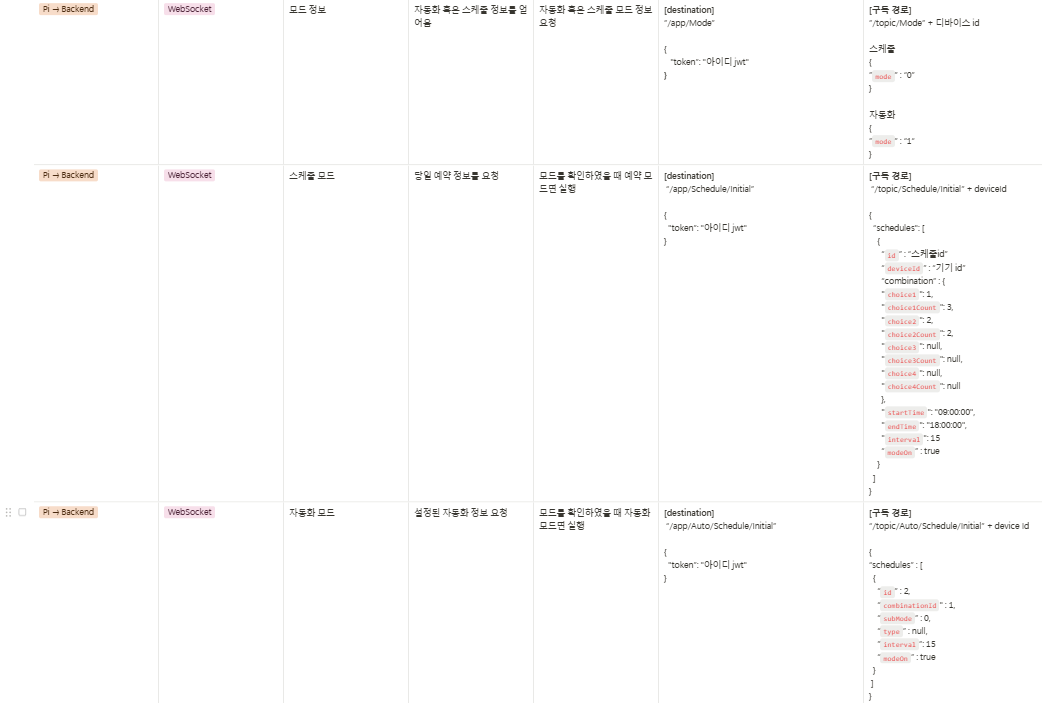 Pi → Backend
WebSocket
모드 정보
자동화 혹은 스케줄 정보를 얻
어옴
자동화 혹은 스케줄 모드 정보
요청
[destination]
"/app/Mode"
{
"token": "아이디 jwt"
}
[구독 경로]
"/topic/Mode" + 디바이스 id
스케줄
{
"mode" : "0"
}
자동화
{
"mode" : "1"
}
Pi → Backend
WebSocket
스케줄 모드
당일 예약 정보를 요청
모드를 확인하였을 때 예약 모
드면 실행
[destination]
"/app/Schedule/Initial"
{
"token": "아이디 jwt"
}
[구독 경로]
"/topic/Schedule/Initial" + deviceId
{
"schedules": [
{
"id" : "스케줄id"
"deviceId" : "기기 id"
"combination" : {
"choice1": 1,
"choice1Count": 3,
"choice2": 2,
"choice2Count": 2,
"choice3": null,
"choice3Count": null,
"choice4": null,
"choice4Count": null
},
"startTime": "09:00:00",
"endTime": "18:00:00",
"interval": 15
"modeOn" : true
}
]
}
Pi → Backend
WebSocket
자동화 모드
설정된 자동화 정보 요청
모드를 확인하였을 때 자동화
모드면 실행
[destination]
"/app/Auto/Schedule/Initial"
{
"token": "아이디 jwt"
}
[구독 경로]
"/topic/Auto/Schedule/Initial" + device Id
{
"schedules" : [
{
"id" : 2,
"combinationId" : 1,
"subMode" : 0,
"type" : null,
"interval" : 15
"modeOn" : true
}
]
}